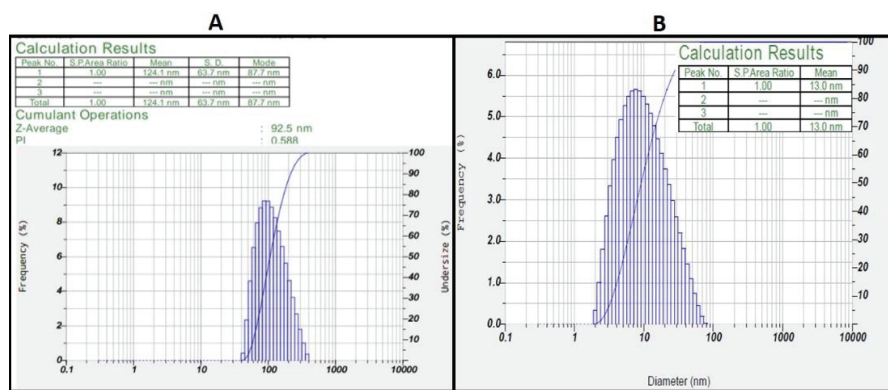 A
B
Calculation Results
Peak No. S.P.Area Ratio Mean S. D. Mode
1 1.00 124.1 nm 63.7 nm 87.7 nm
2 --- --- nm --- nm --- nm
3 --- --- nm --- nm --- nm
Total 1.00 124.1 nm 63.7 nm 87.7 nm
Cumulant Operations
Z-Average : 92.5 nm
PI : 0.588
12
10
8
6
4
2
0
Frequency (%)
100
90
80
70
60
50
40
30
20
10
Undersize (%)
0.1 1 10 100 1000 10000
Calculation Results
Peak No. S.P.Area Ratio Mean
1 1.00 13.0 nm
2 --- --- nm
3 --- --- nm
Total 1.00 13.0 nm
6.0
5.0
4.0
3.0
2.0
1.0
0.0
Frequency (%)
100
90
80
70
60
50
40
30
20
10
0.1 1 10 100 1000 10000
Diameter (nm)